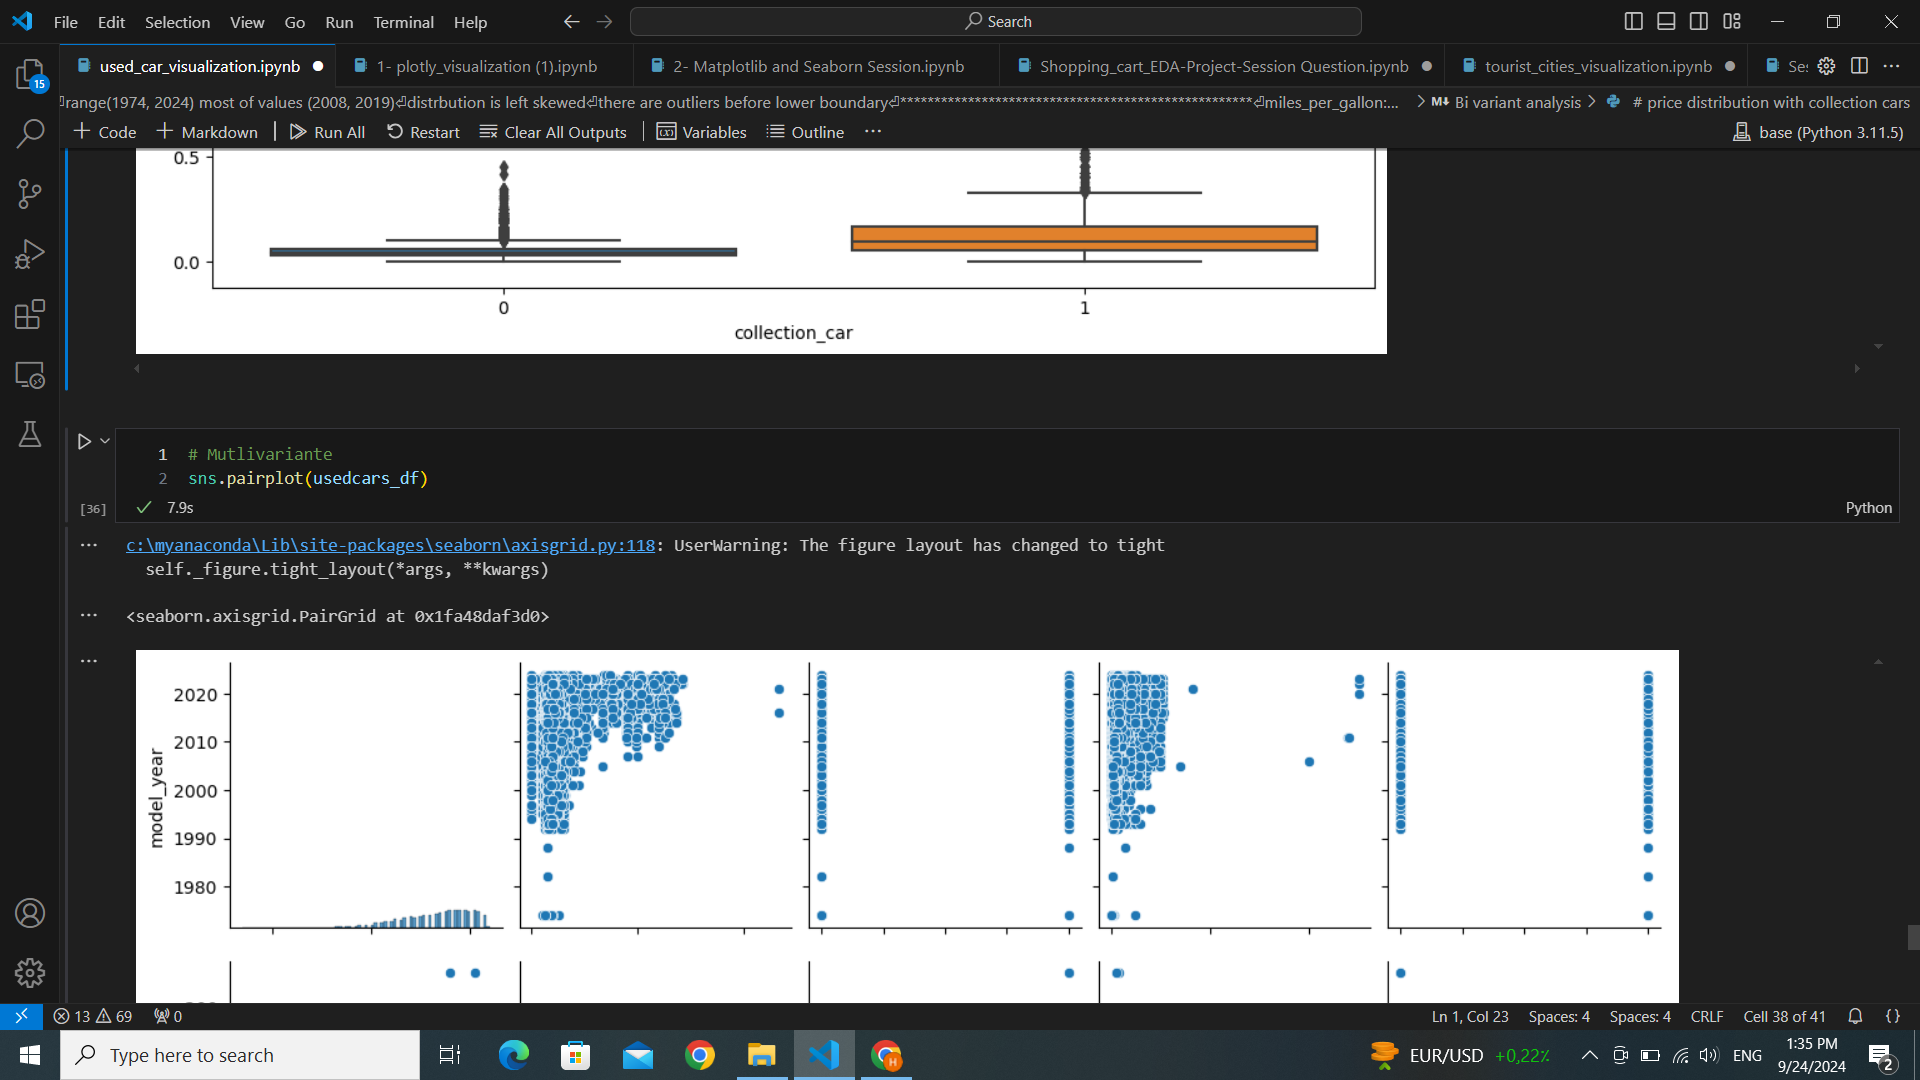 File Edit Selection View Go Run Terminal Help Search
used_car_visualization.ipynb 1- plotly_visualization (1).ipynb 2- Matplotlib and Seaborn Session.ipynb Shopping_cart_EDA-Project-Session Question.ipynb tourist_cities_visualization.ipynb Se:
range(1974, 2024) most of values (2008, 2019)⏎distrbution is left skewed⏎there are outliers before lower boundary⏎****************************************************⏎miles_per_gallon:... > M↓ Bi variant analysis > # price distribution with collection cars
+ Code + Markdown | Run All Restart Clear All Outputs | Variables Outline ··· base (Python 3.11.5)
15
0.5
0.0
0 1
collection_car
1 # Mutlivariante
2 sns.pairplot(usedcars_df)
[36] ✓ 7.9s Python
c:\myanaconda\Lib\site-packages\seaborn\axisgrid.py:118: UserWarning: The figure layout has changed to tight
self._figure.tight_layout(*args, **kwargs)
<seaborn.axisgrid.PairGrid at 0x1fa48daf3d0>
2020
2010
2000
1990
1980
model_year
13 69 0 Ln 1, Col 23 Spaces: 4 Spaces: 4 CRLF Cell 38 of 41 {}
Type here to search H EUR/USD +0,22% ENG 1:35 PM
9/24/2024 2